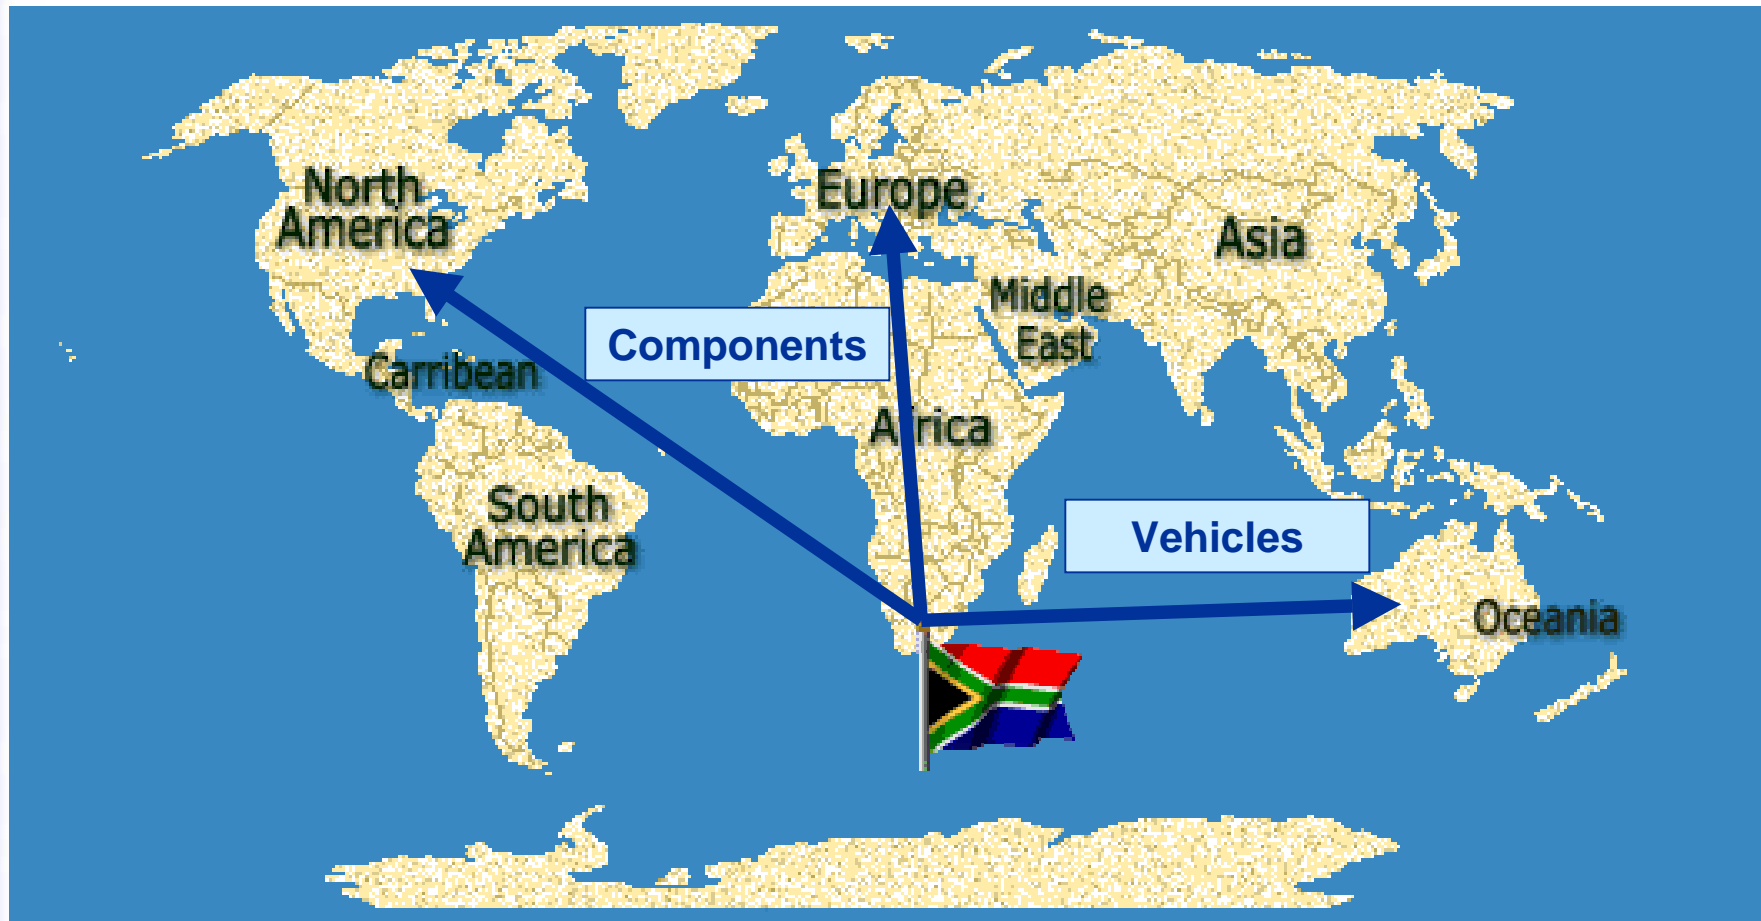 North
America
Europe
Asia
Middle
East
Components
Carribean
Africa
South
America
Vehicles
Oceania